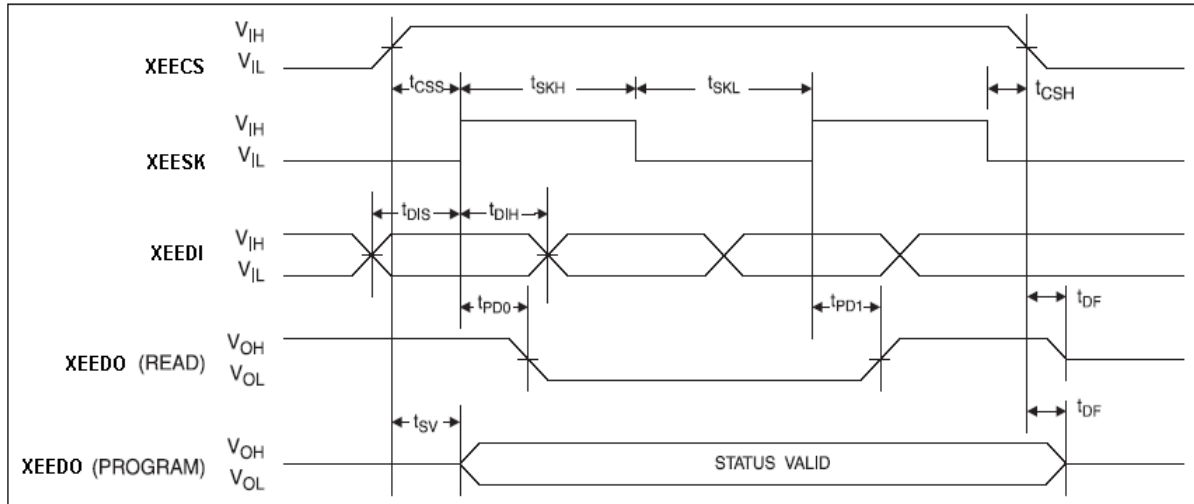 XEECS VIH
VIL
tCSS tSKH tSKL tCSH
XEESK VIH
VIL
tDIS tDIH
XEEDI VIH
VIL
tPD0 tPD1 tDF
XEEDO (READ) VOH
VOL
tSV tDF
XEEDO (PROGRAM) VOH
VOL
STATUS VALID